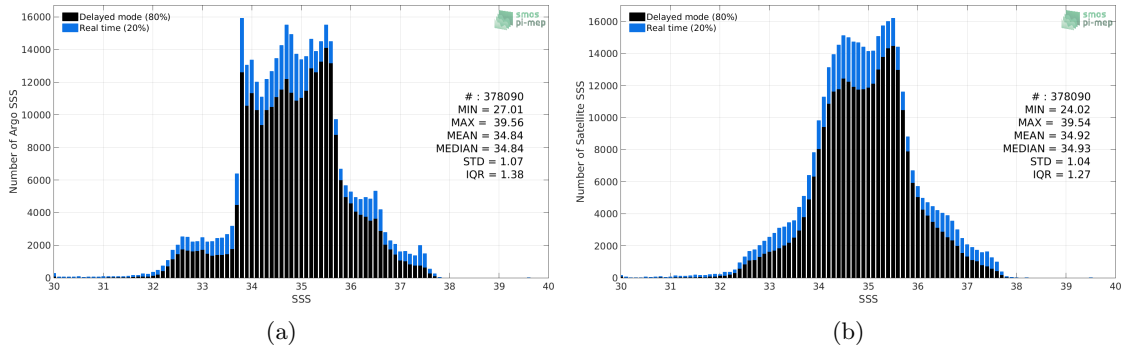 Delayed mode (80%)
Real time (20%)
smos
pi-mep
# : 378090
MIN = 27.01
MAX = 39.56
MEAN = 34.84
MEDIAN = 34.84
STD = 1.07
IQR = 1.38
Number of Argo SSS
16000
14000
12000
10000
8000
6000
4000
2000
0
30 31 32 33 34 35 36 37 38 39 40
SSS
(a)
Delayed mode (80%)
Real time (20%)
smos
pi-mep
# : 378090
MIN = 24.02
MAX = 39.54
MEAN = 34.92
MEDIAN = 34.93
STD = 1.04
IQR = 1.27
Number of Satellite SSS
16000
14000
12000
10000
8000
6000
4000
2000
0
30 31 32 33 34 35 36 37 38 39 40
SSS
(b)